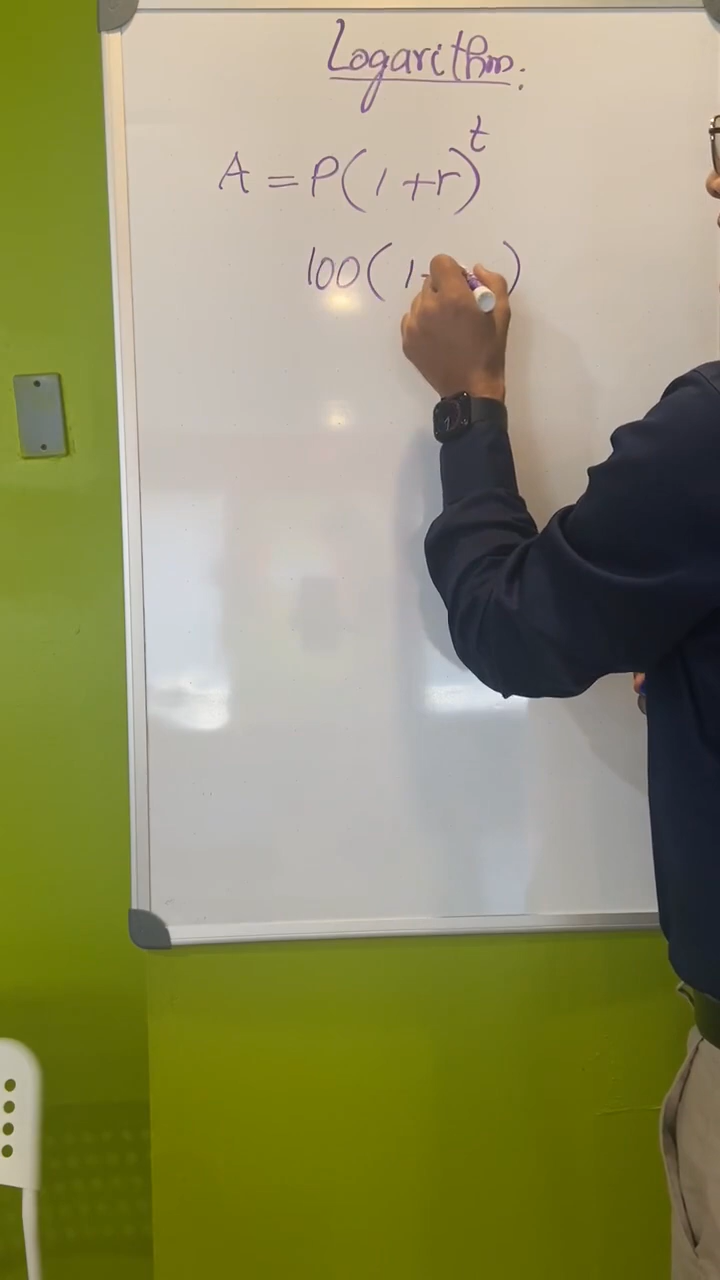 Logarithm:
A = P(1+r)^t
100(1+ )